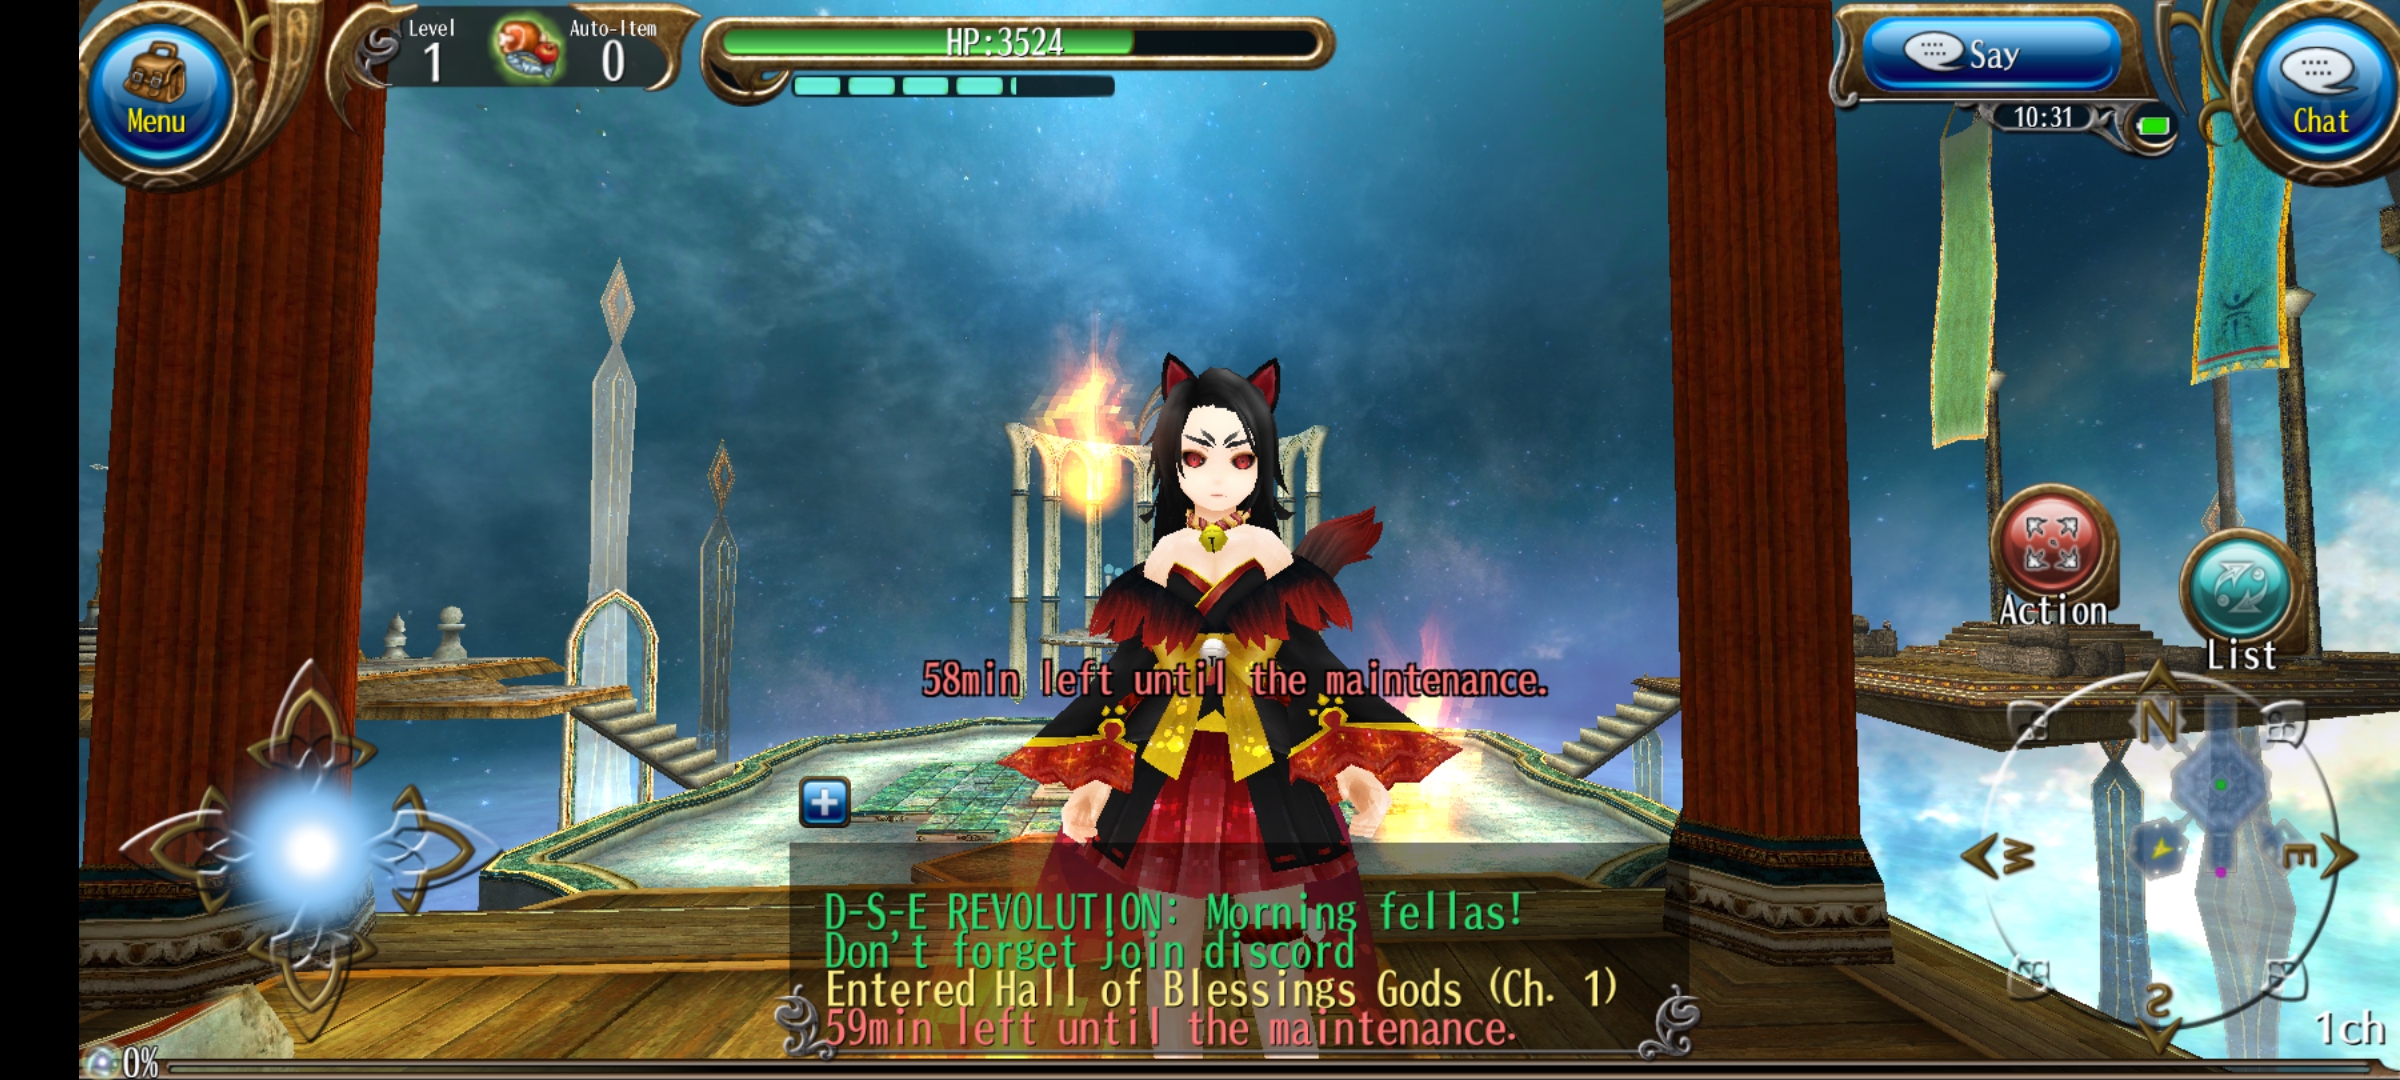 Level
1
Auto-Item
0
HP:3524
Say
10:31
Menu
Chat
Action
List
58min left until the maintenance.
N
W
E
S
D-S-E REVOLUTION: Morning fellas!
Don't forget join discord
Entered Hall of Blessings Gods (Ch. 1)
59min left until the maintenance.
1ch
0%